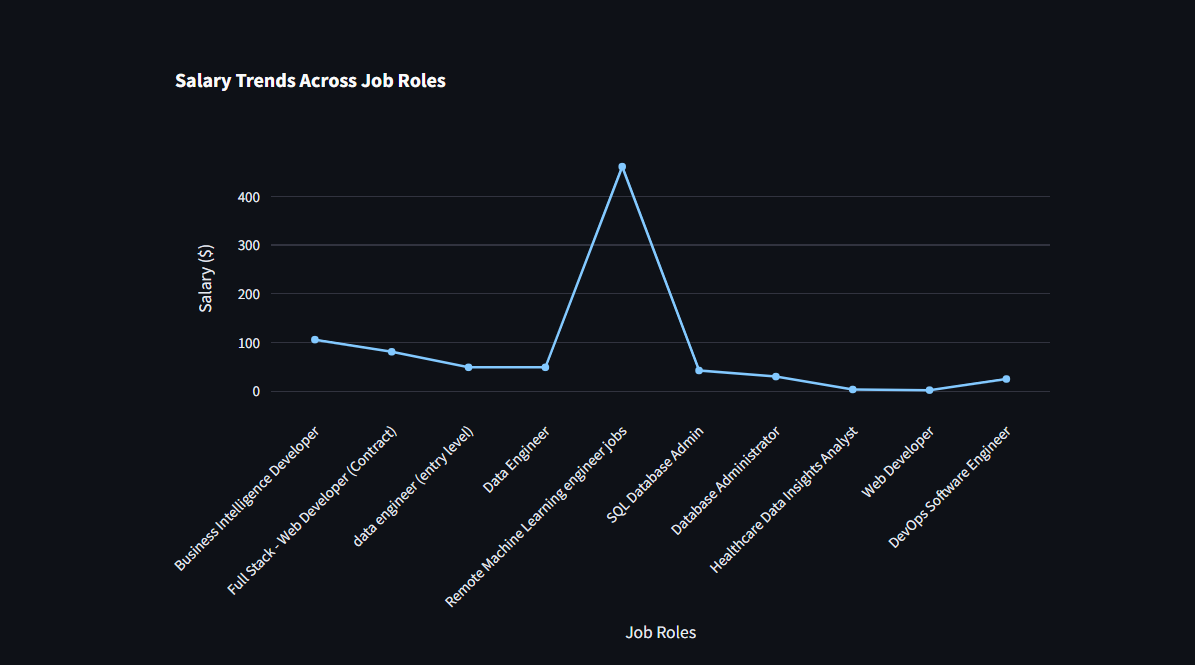 Salary Trends Across Job Roles
400
300
200
100
0
Salary ($)
Business Intelligence Developer
Full Stack - Web Developer (Contract)
data engineer (entry level)
Data Engineer
Remote Machine Learning engineer jobs
SQL Database Admin
Database Administrator
Healthcare Data Insights Analyst
Web Developer
DevOps Software Engineer
Job Roles